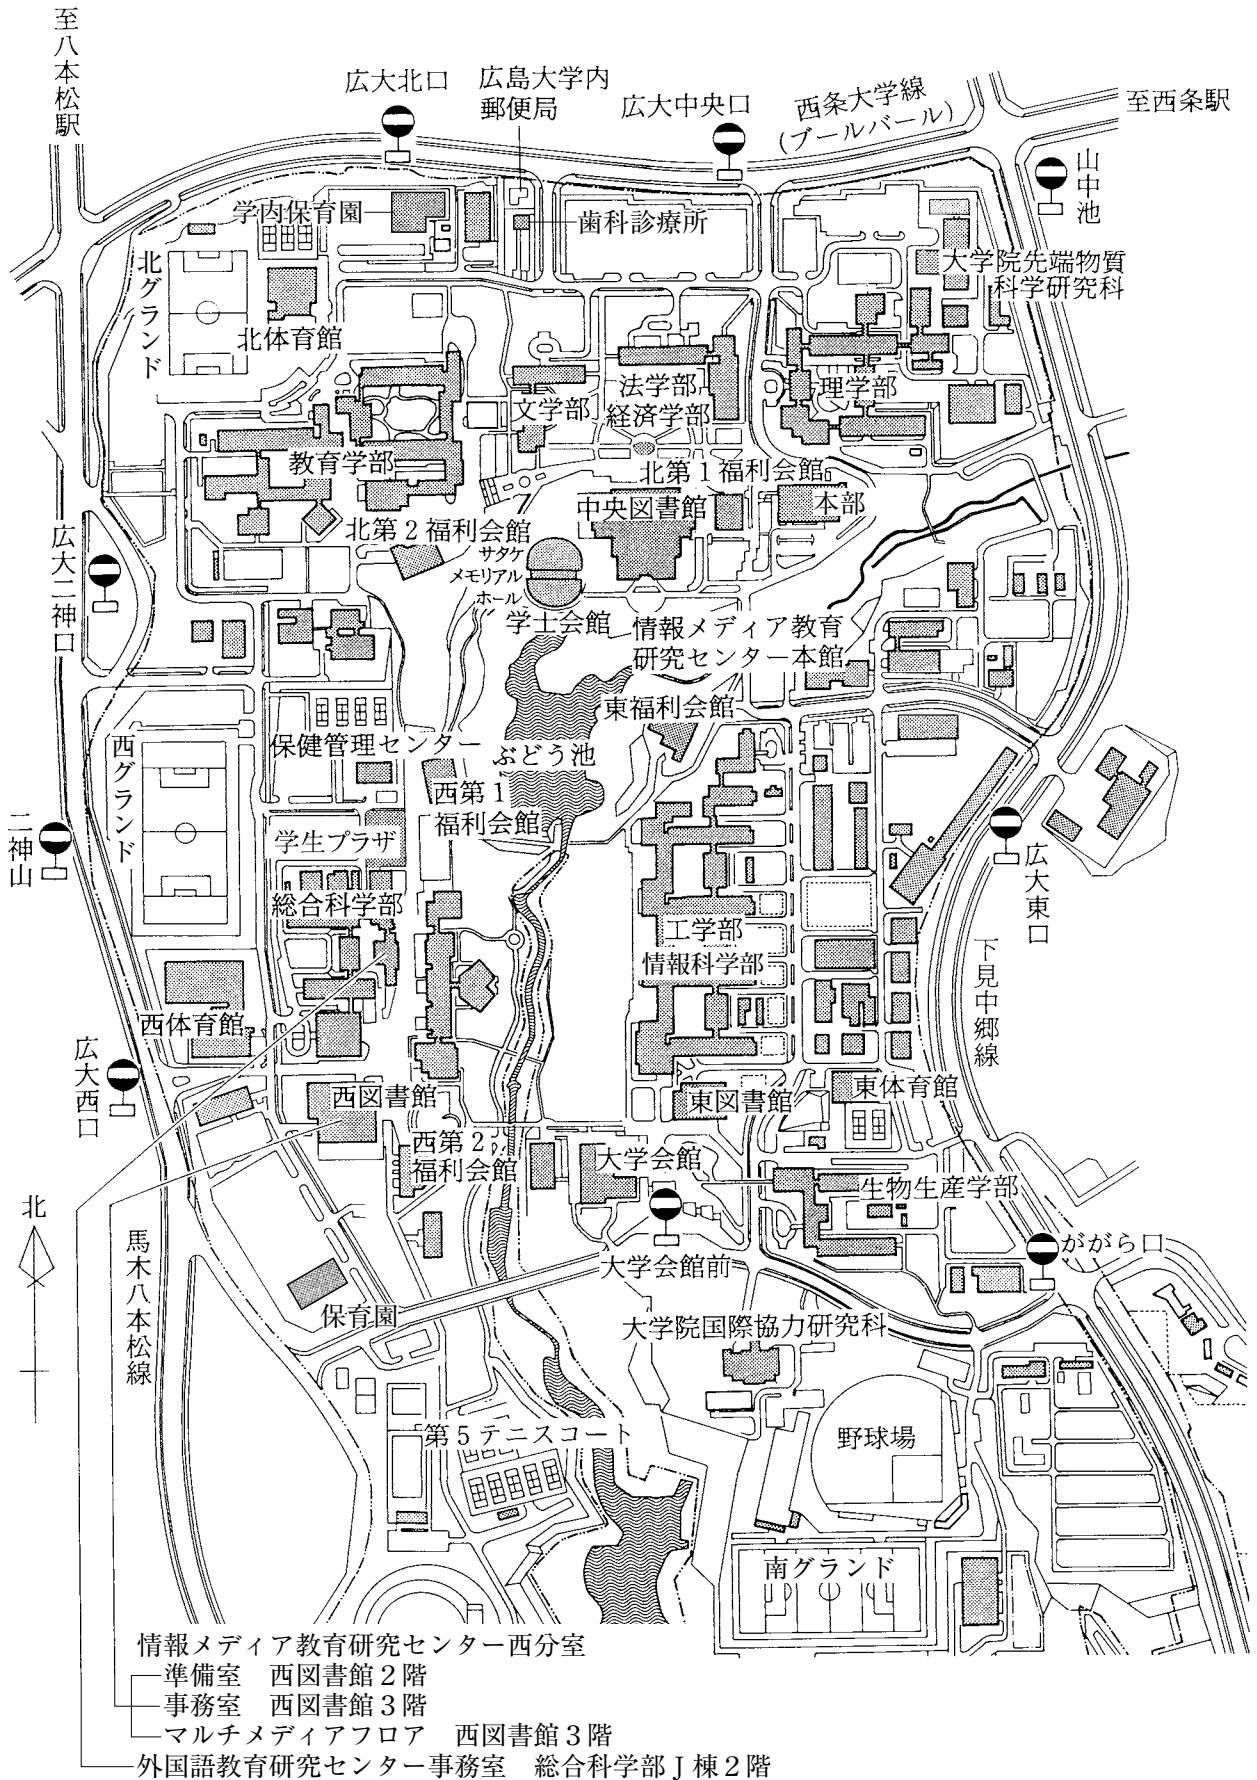 至八本松駅
広大北口
広島大学内
郵便局
広大中央口
西条大学線
(ブールバール)
至西条駅
山中池
学内保育園
歯科診療所
北グランド
大学院先端物質
科学研究科
北体育館
法学部
経済学部
文学部
理学部
教育学部
北第1福利会館
中央図書館
本部
北第2福利会館
広大二神口
サタケ
メモリアル
ホール
学士会館
情報メディア教育
研究センター本館
東福利会館
西グランド
保健管理センター
ぶどう池
西第1
福利会館
二神山
学生プラザ
広大東口
総合科学部
工学部
情報科学部
下見中郷線
西体育館
広大西口
西図書館
東図書館
東体育館
西第2
福利会館
大学会館
生物生産学部
北
馬木八本松線
ががら口
大学会館前
保育園
大学院国際協力研究科
野球場
第5テニスコート
南グランド
情報メディア教育研究センター西分室
準備室 西図書館2階
事務室 西図書館3階
マルチメディアフロア 西図書館3階
外国語教育研究センター事務室 総合科学部J棟2階